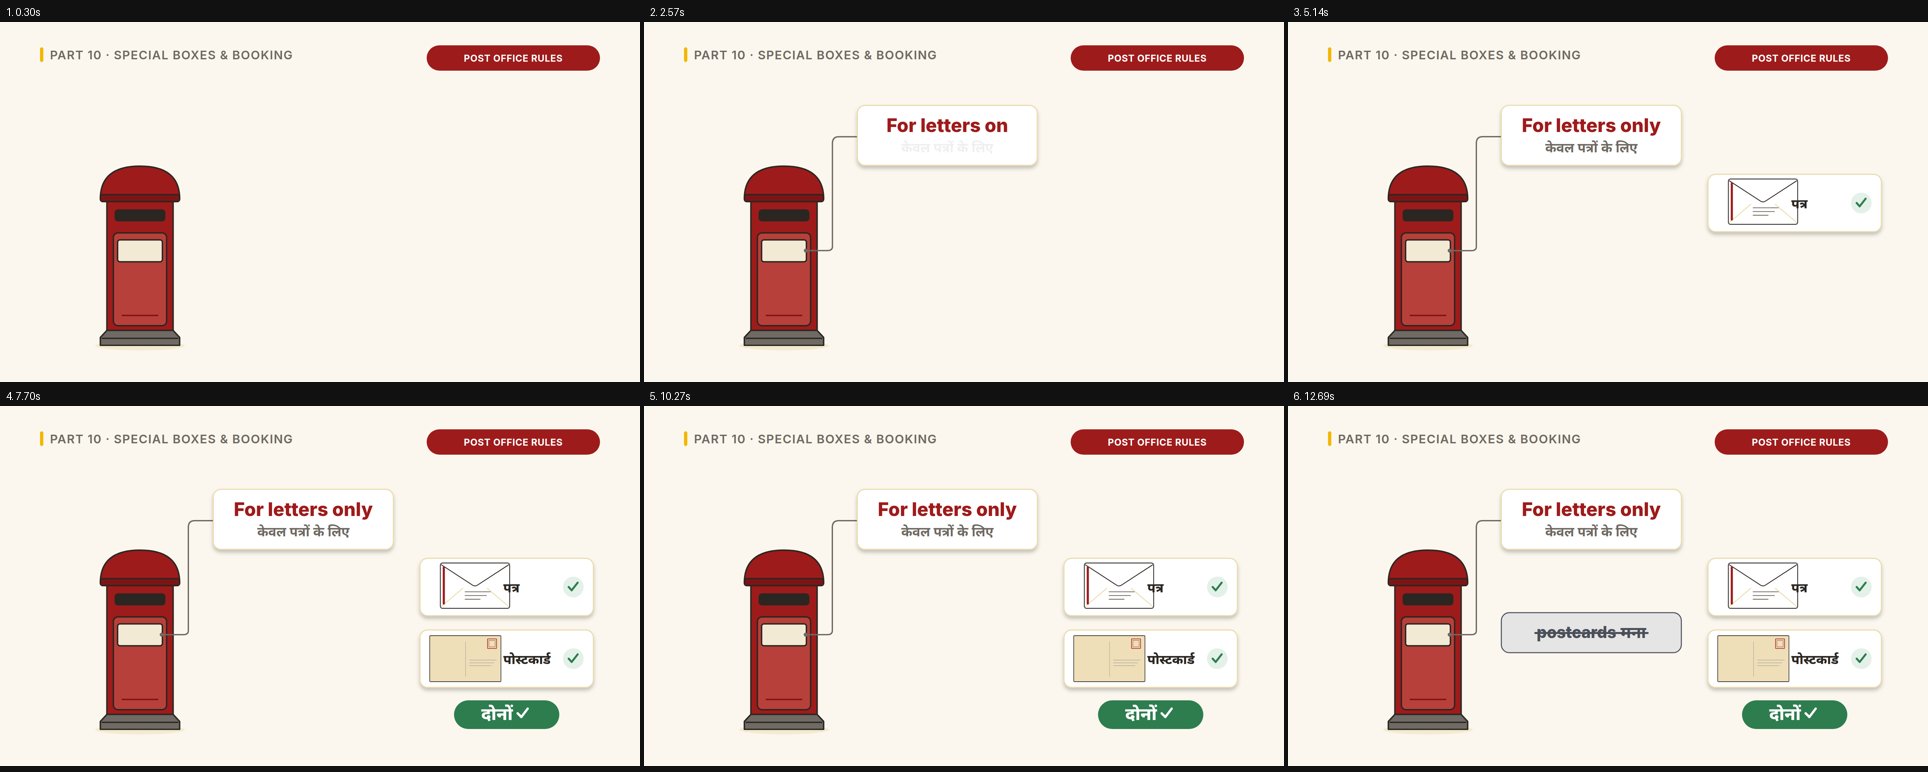 1. 0.30s
PART 10 · SPECIAL BOXES & BOOKING
POST OFFICE RULES
2. 2.57s
PART 10 · SPECIAL BOXES & BOOKING
POST OFFICE RULES
For letters on
केवल पत्रों के लिए
3. 5.14s
PART 10 · SPECIAL BOXES & BOOKING
POST OFFICE RULES
For letters only
केवल पत्रों के लिए
पत्र
4. 7.70s
PART 10 · SPECIAL BOXES & BOOKING
POST OFFICE RULES
For letters only
केवल पत्रों के लिए
पत्र
पोस्टकार्ड
दोनों ✓
5. 10.27s
PART 10 · SPECIAL BOXES & BOOKING
POST OFFICE RULES
For letters only
केवल पत्रों के लिए
पत्र
पोस्टकार्ड
दोनों ✓
6. 12.69s
PART 10 · SPECIAL BOXES & BOOKING
POST OFFICE RULES
For letters only
केवल पत्रों के लिए
पत्र
postcards मना
पोस्टकार्ड
दोनों ✓